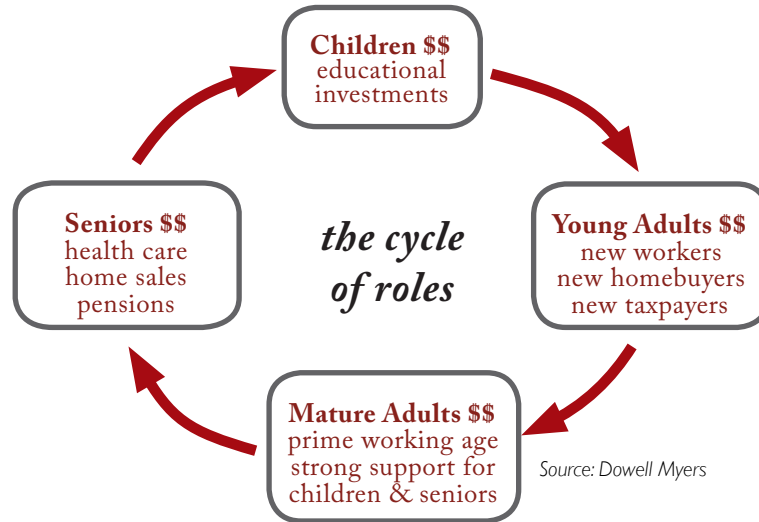 Children $$
educational
investments
Seniors $$
health care
home sales
pensions
the cycle
of roles
Young Adults $$
new workers
new homebuyers
new taxpayers
Mature Adults $$
prime working age
strong support for
children & seniors
Source: Dowell Myers